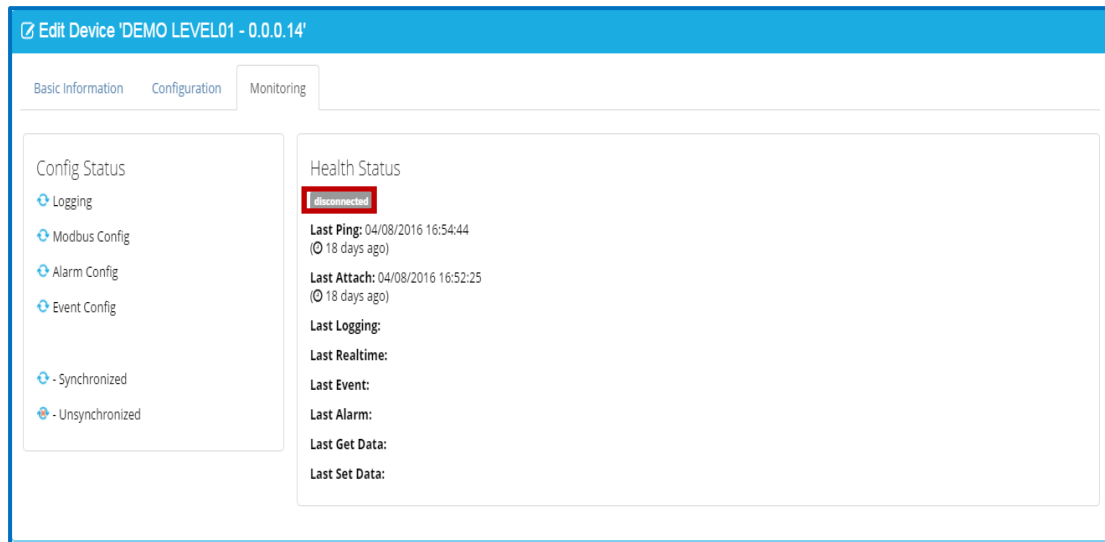 Edit Device 'DEMO LEVEL01 - 0.0.0.14'
Basic Information Configuration Monitoring
Config Status
Logging
Modbus Config
Alarm Config
Event Config
- Synchronized
- Unsynchronized
Health Status
disconnected
Last Ping: 04/08/2016 16:54:44
( 18 days ago)
Last Attach: 04/08/2016 16:52:25
( 18 days ago)
Last Logging:
Last Realtime:
Last Event:
Last Alarm:
Last Get Data:
Last Set Data: